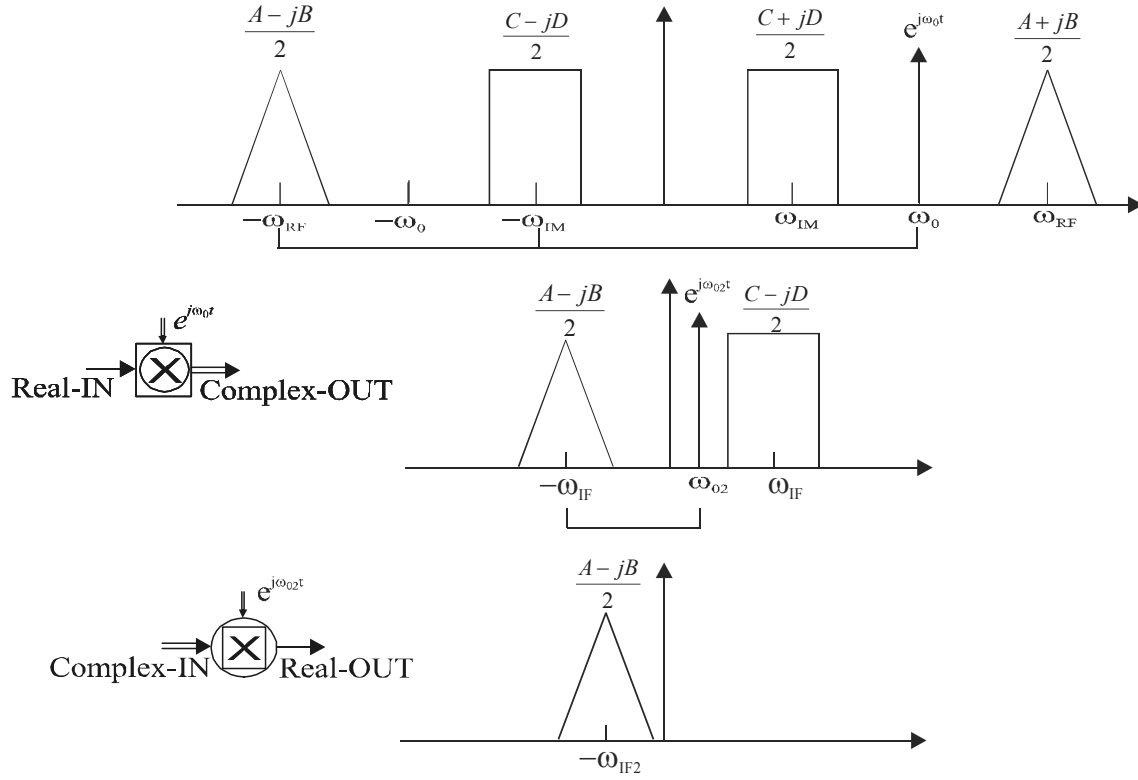 (A − jB)/2
(C − jD)/2
(C + jD)/2
e^{jω₀t}
(A + jB)/2
−ω_RF
−ω₀
−ω_IM
ω_IM
ω₀
ω_RF
e^{jω₀t}
Real-IN
Complex-OUT
(A − jB)/2
e^{jω₀₂t}
(C − jD)/2
−ω_IF
ω₀₂
ω_IF
e^{jω₀₂t}
Complex-IN
Real-OUT
(A − jB)/2
−ω_IF2